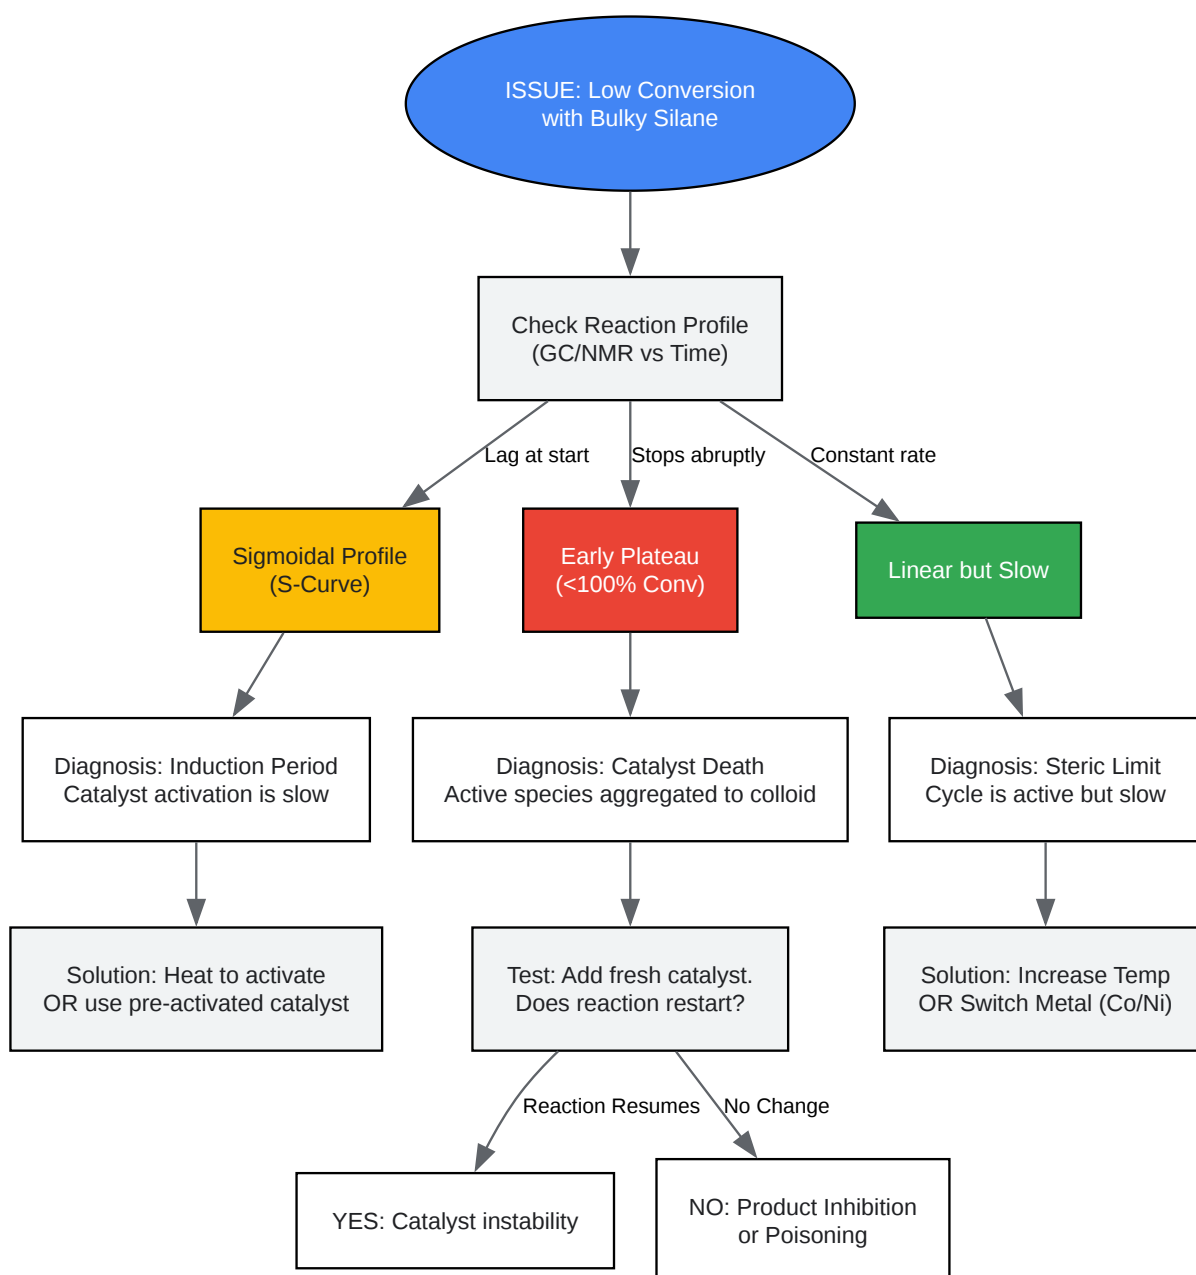 ISSUE: Low Conversion
with Bulky Silane
Check Reaction Profile
(GC/NMR vs Time)
Lag at start
Stops abruptly
Constant rate
Sigmoidal Profile
(S-Curve)
Early Plateau
(<100% Conv)
Linear but Slow
Diagnosis: Induction Period
Catalyst activation is slow
Diagnosis: Catalyst Death
Active species aggregated to colloid
Diagnosis: Steric Limit
Cycle is active but slow
Solution: Heat to activate
OR use pre-activated catalyst
Test: Add fresh catalyst.
Does reaction restart?
Solution: Increase Temp
OR Switch Metal (Co/Ni)
Reaction Resumes
No Change
YES: Catalyst instability
NO: Product Inhibition
or Poisoning